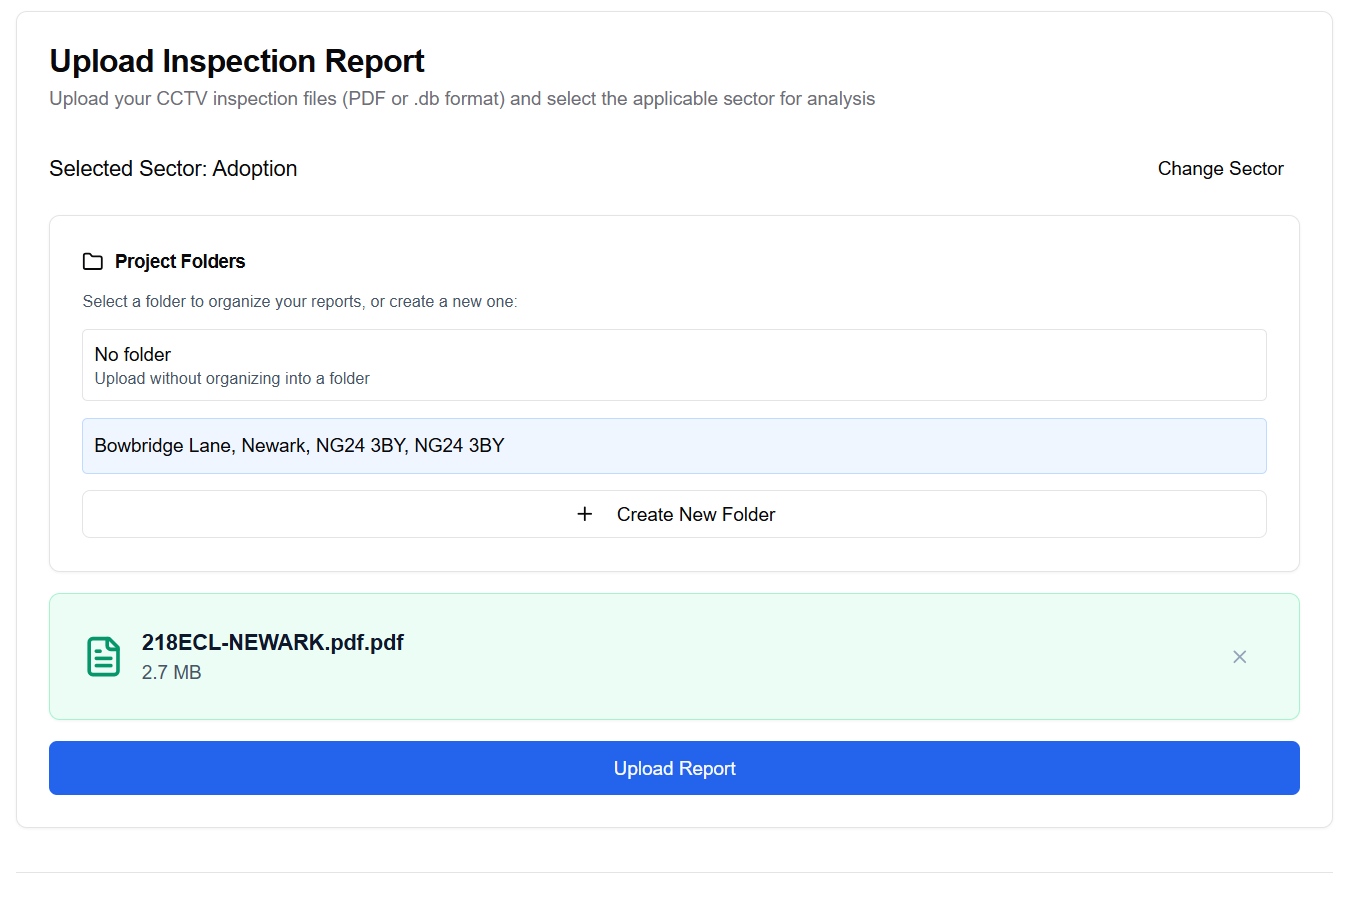 Upload Inspection Report
Upload your CCTV inspection files (PDF or .db format) and select the applicable sector for analysis
Selected Sector: Adoption
Change Sector
Project Folders
Select a folder to organize your reports, or create a new one:
No folder
Upload without organizing into a folder
Bowbridge Lane, Newark, NG24 3BY, NG24 3BY
+ Create New Folder
218ECL-NEWARK.pdf.pdf
2.7 MB
Upload Report